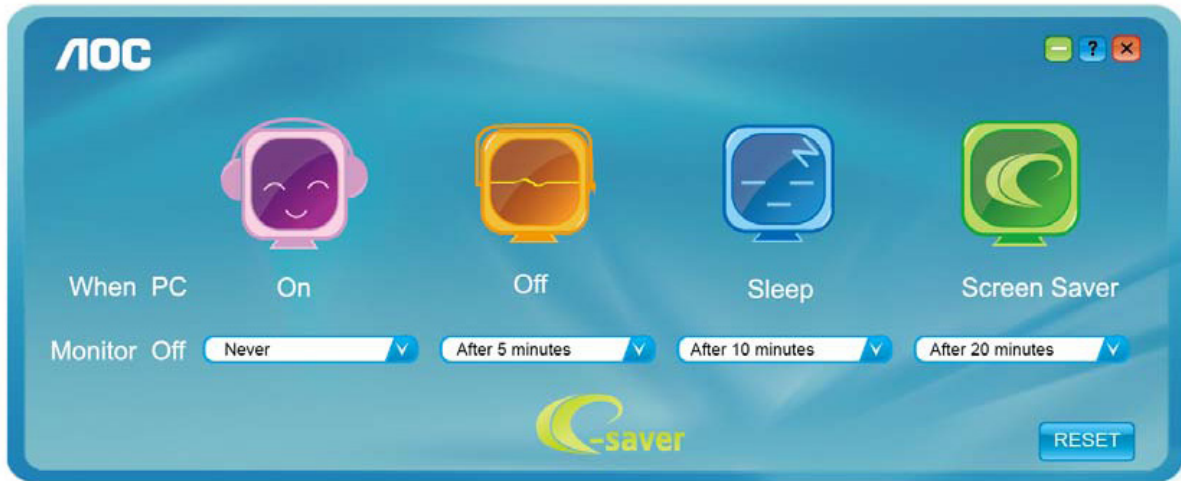 AOC
?
When PC On Off Sleep Screen Saver
Monitor Off Never After 5 minutes After 10 minutes After 20 minutes
e-saver
RESET